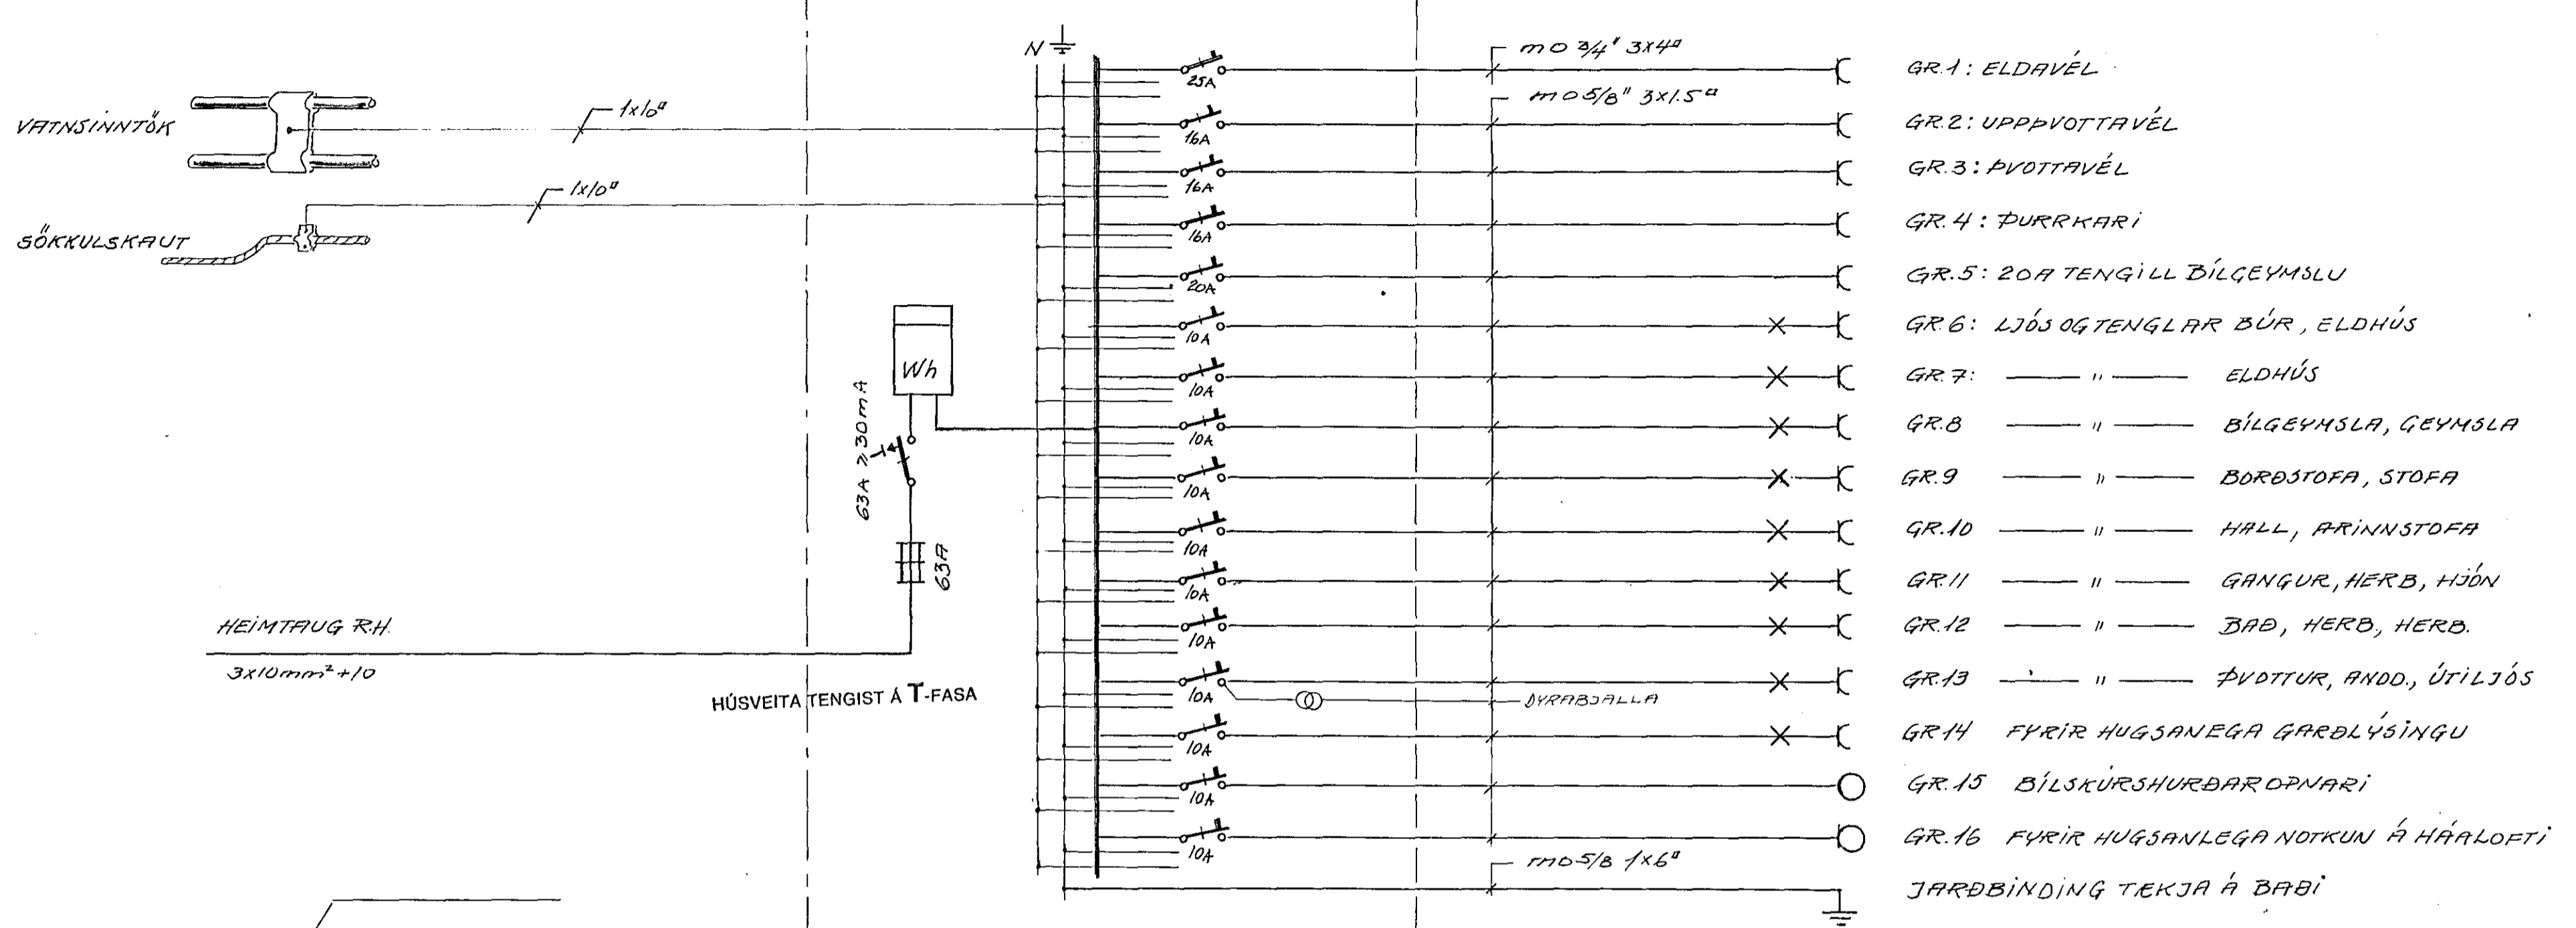 N
VATNSINNTÖK
1x10□
SÖKKULSKAUT
1x10□
Wh
63A ≥30mA
63A
HEIMTAUG R.H.
3x10mm²+10
HÚSVEITA TENGIST Á T-FASA
mo 3/4" 3x4□
25A
GR.1: ELDAVÉL
mo 5/8" 3x1.5□
16A
GR.2: UPPÞVOTTAVÉL
16A
GR.3: ÞVOTTAVÉL
16A
GR.4: ÞURRKARI
20A
GR.5: 20A TENGILL BÍLGEYMSLU
10A
GR.6: LJÓS OG TENGLAR BÚR, ELDHÚS
10A
GR.7: — " — ELDHÚS
10A
GR.8 — " — BÍLGEYMSLA, GEYMSLA
10A
GR.9 — " — BORÐSTOFA, STOFA
10A
GR.10 — " — HALL, ARINNSTOFA
10A
GR.11 — " — GANGUR, HERB, HJÓN
10A
GR.12 — " — BAÐ, HERB, HERB.
10A
GR.13 — " — ÞVOTTUR, ANDD., ÚTILJÓS
DYRABJALLA
10A
GR14 FYRIR HUGSANEGA GARÐLÝSINGU
10A
GR.15 BÍLSKÚRSHURÐAROPNARI
10A
GR.16 FYRIR HUGSANLEGA NOTKUN Á HÁALOFTI
mo 5/8 1x6□
JARÐBINDING TÆKJA Á BAÐI